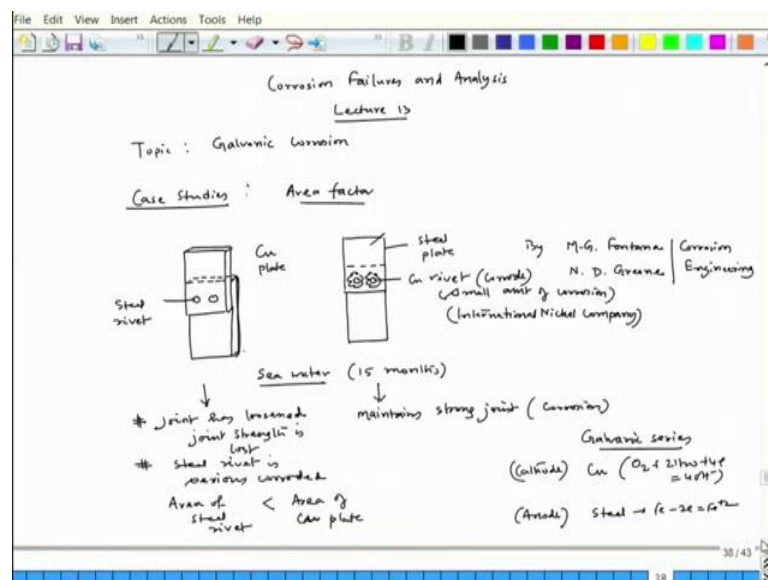 File Edit View Insert Actions Tools Help
B I
Corrosion Failures and Analysis
Lecture 13
Topic : Galvanic Corrosion
Case Studies : Area factor
Cu plate
Steel rivet
steel plate
Cu rivet (Corrode)
(Small amt of corrosion)
(International Nickel Company)
By M.G. Fontana
N. D. Greene
Corrosion Engineering
Sea water (15 months)
# joint has loosened
joint strength is lost
# Steel rivet is serious corroded
Area of steel rivet < Area of Cu plate
maintains strong joint (Corrosion)
Galvanic series
(Cathode) Cu (O2 + 2H2O + 4e = 4OH-)
(Anode) Steel → Fe - 2e = Fe+2
38 / 43
38